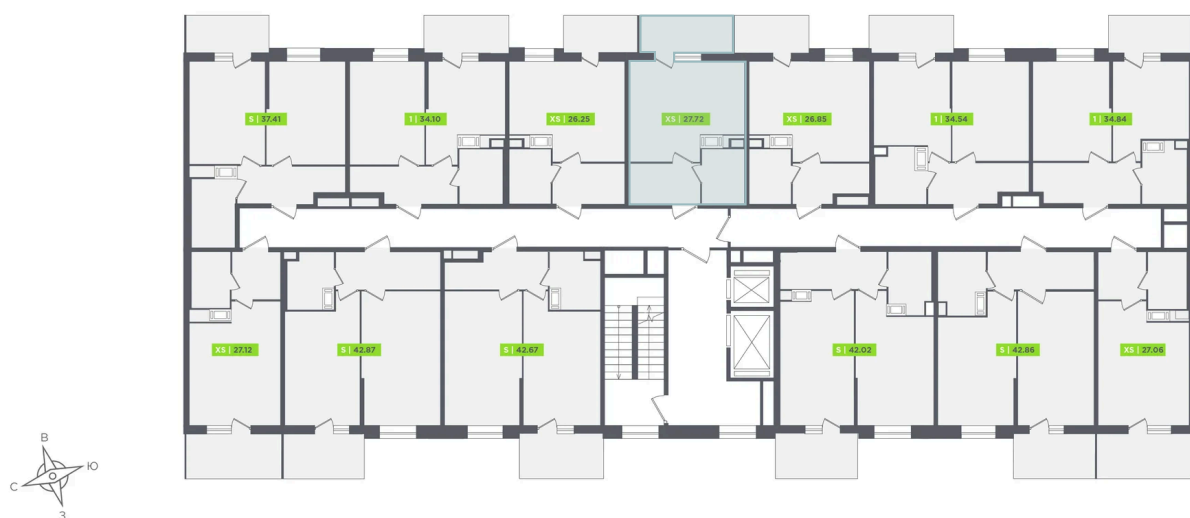 S | 37.41
1 | 34.10
XS | 26.25
XS | 27.72
XS | 26.85
1 | 34.54
1 | 34.84
XS | 27.12
S | 42.87
S | 42.67
S | 42.02
S | 42.86
XS | 27.06
В
Ю
С
З